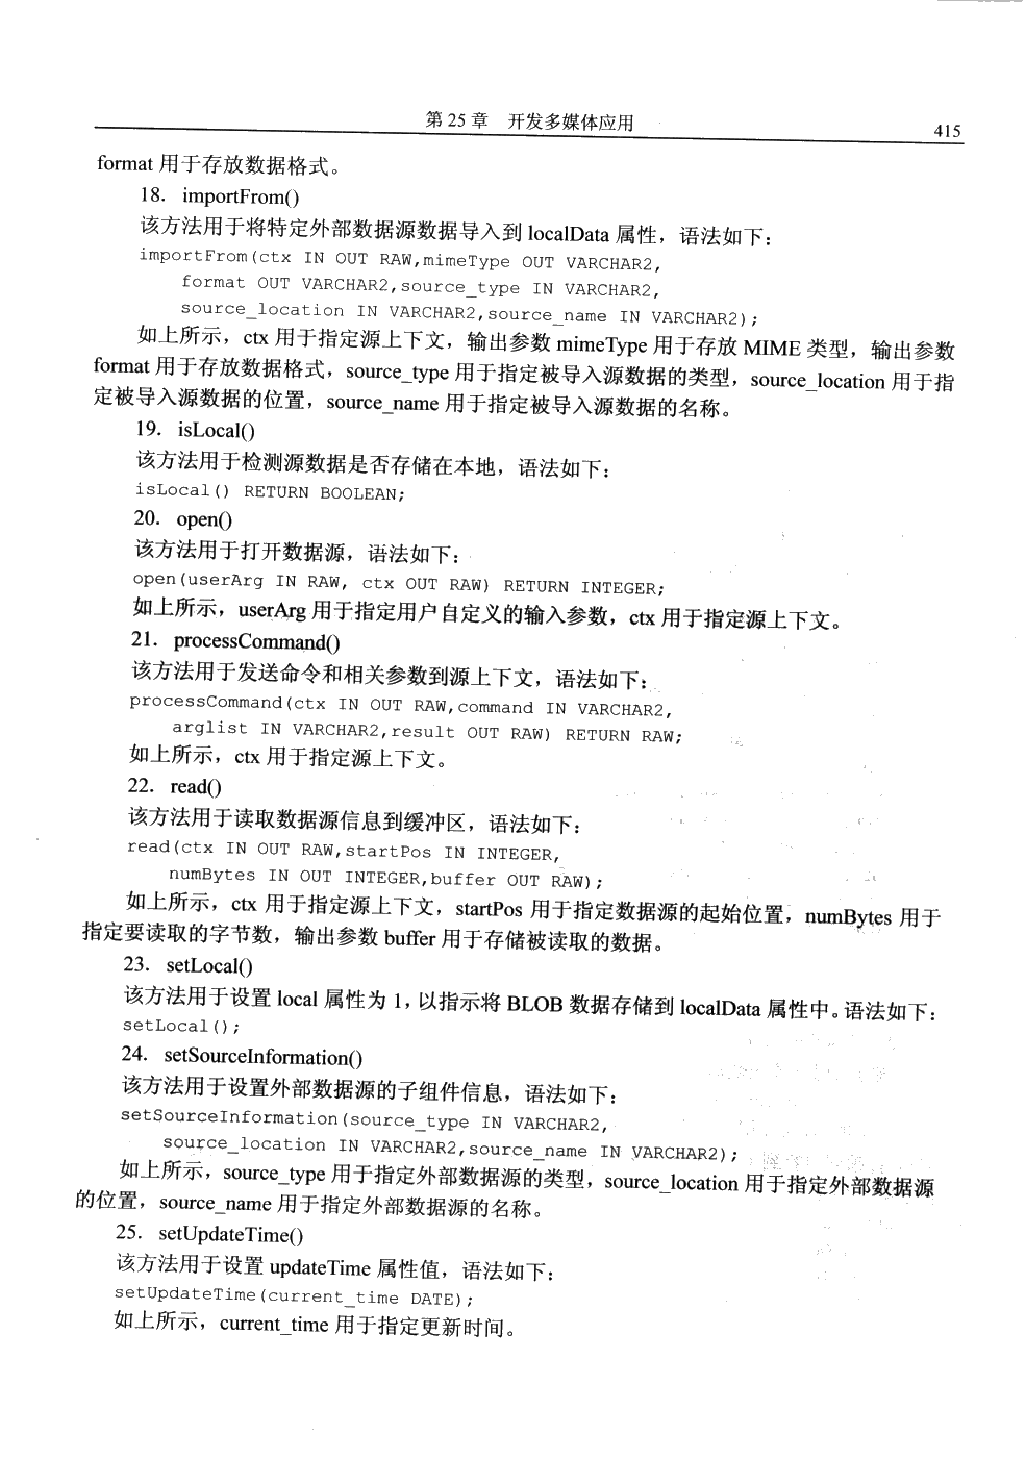 第 25 章　开发多媒体应用
415
format 用于存放数据格式。
18．importFrom()
该方法用于将特定外部数据源数据导入到 localData 属性，语法如下：
importFrom(ctx IN OUT RAW,mimeType OUT VARCHAR2,
format OUT VARCHAR2,source_type IN VARCHAR2,
source_location IN VARCHAR2,source_name IN VARCHAR2);
如上所示，ctx 用于指定源上下文，输出参数 mimeType 用于存放 MIME 类型，输出参数
format 用于存放数据格式，source_type 用于指定被导入源数据的类型，source_location 用于指
定被导入源数据的位置，source_name 用于指定被导入源数据的名称。
19．isLocal()
该方法用于检测源数据是否存储在本地，语法如下：
isLocal() RETURN BOOLEAN;
20．open()
该方法用于打开数据源，语法如下：
open(userArg IN RAW, ctx OUT RAW) RETURN INTEGER;
如上所示，userArg 用于指定用户自定义的输入参数，ctx 用于指定源上下文。
21．processCommand()
该方法用于发送命令和相关参数到源上下文，语法如下：
processCommand(ctx IN OUT RAW,command IN VARCHAR2,
arglist IN VARCHAR2,result OUT RAW) RETURN RAW;
如上所示，ctx 用于指定源上下文。
22．read()
该方法用于读取数据源信息到缓冲区，语法如下：
read(ctx IN OUT RAW,startPos IN INTEGER,
numBytes IN OUT INTEGER,buffer OUT RAW);
如上所示，ctx 用于指定源上下文，startPos 用于指定数据源的起始位置，numBytes 用于
指定要读取的字节数，输出参数 buffer 用于存储被读取的数据。
23．setLocal()
该方法用于设置 local 属性为 1，以指示将 BLOB 数据存储到 localData 属性中。语法如下：
setLocal();
24．setSourceInformation()
该方法用于设置外部数据源的子组件信息，语法如下：
setSourceInformation(source_type IN VARCHAR2,
source_location IN VARCHAR2,source_name IN VARCHAR2);
如上所示，source_type 用于指定外部数据源的类型，source_location 用于指定外部数据源
的位置，source_name 用于指定外部数据源的名称。
25．setUpdateTime()
该方法用于设置 updateTime 属性值，语法如下：
setUpdateTime(current_time DATE);
如上所示，current_time 用于指定更新时间。